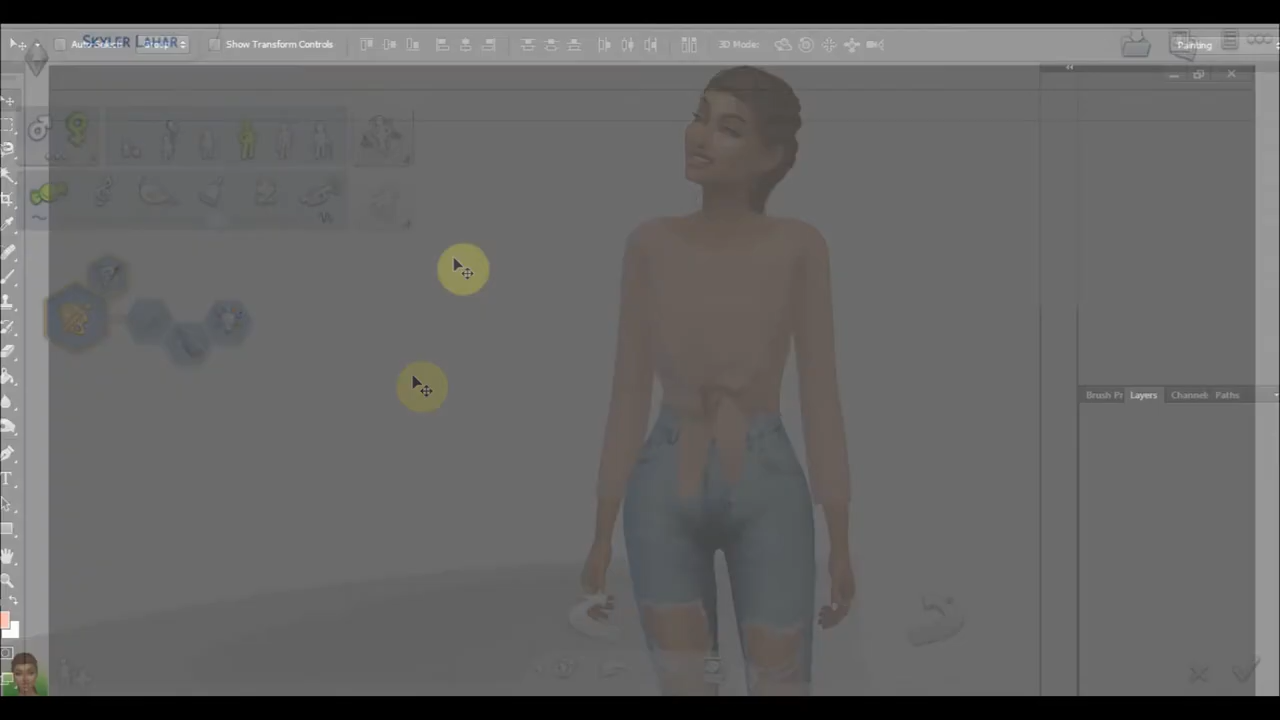 SKYLER LAHAR
Auto-Select: Group
Show Transform Controls
3D Mode:
Painting
Brush Pr
Layers
Channels
Paths